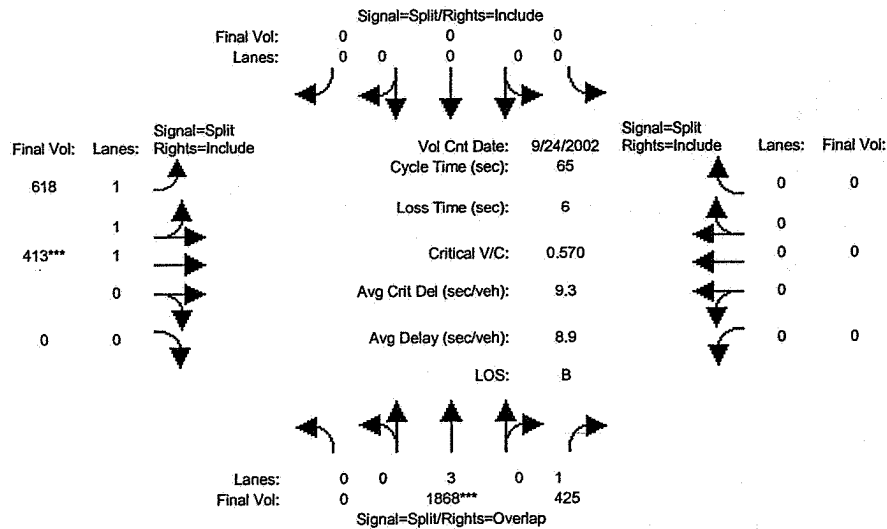 Signal=Split/Rights=Include
Final Vol: 0 0 0
Lanes: 0 0 0 0 0
Signal=Split
Rights=Include
Final Vol: Lanes:
618 1
1
413*** 1
0
0 0
Vol Cnt Date: 9/24/2002
Cycle Time (sec): 65
Loss Time (sec): 6
Critical V/C: 0.570
Avg Crit Del (sec/veh): 9.3
Avg Delay (sec/veh): 8.9
LOS: B
Signal=Split
Rights=Include
Lanes: Final Vol:
0 0
0
0 0
0
0 0
Lanes: 0 0 3 0 1
Final Vol: 0 1868*** 425
Signal=Split/Rights=Overlap